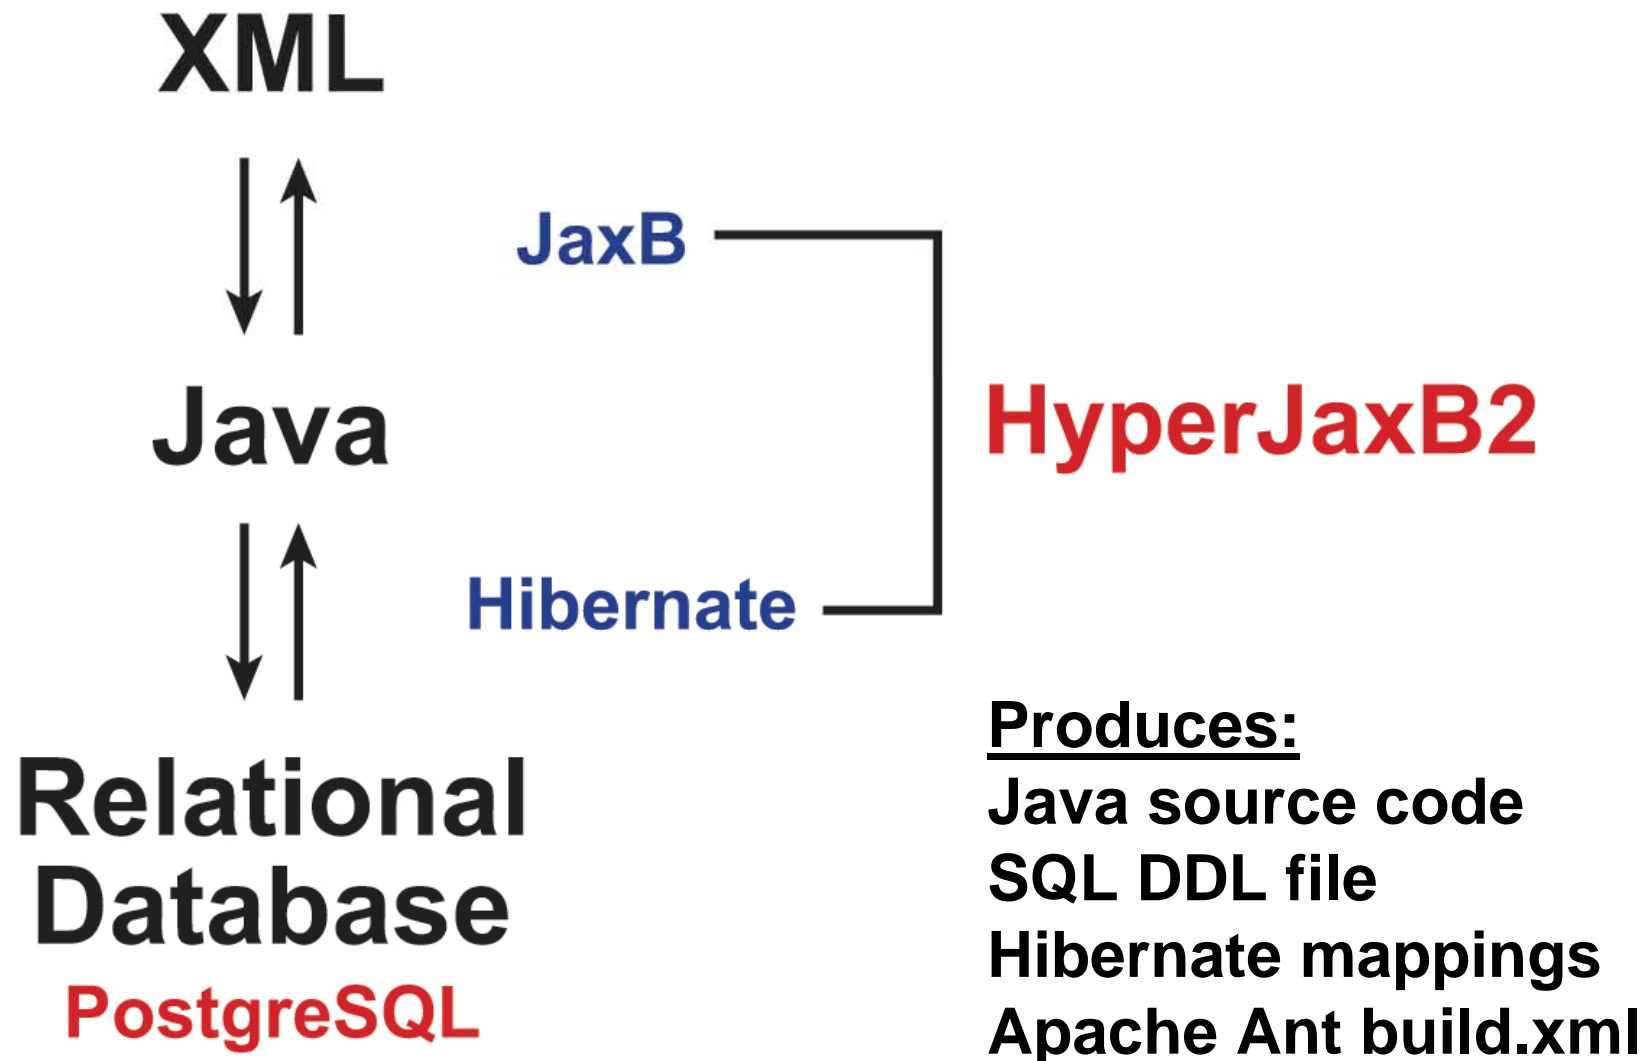 XML
JaxB
Java
HyperJaxB2
Hibernate
Relational
Database
PostgreSQL
Produces:
Java source code
SQL DDL file
Hibernate mappings
Apache Ant build.xml